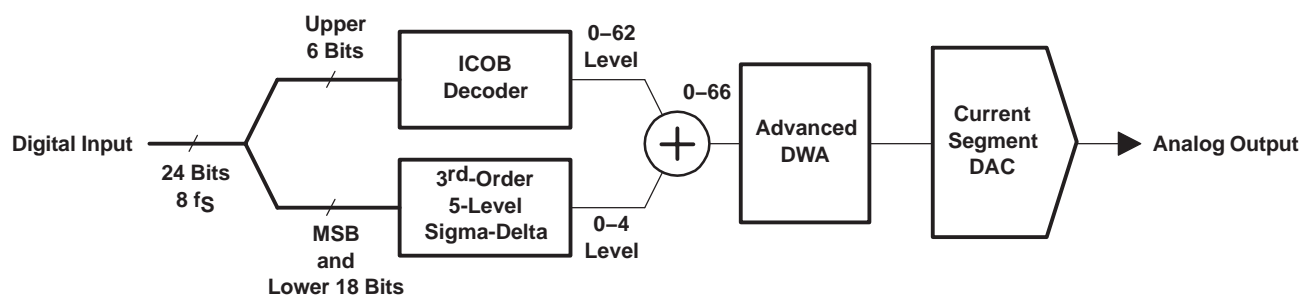 Digital Input
24 Bits
8 fS
Upper
6 Bits
ICOB
Decoder
0–62
Level
MSB
and
Lower 18 Bits
3rd-Order
5-Level
Sigma-Delta
0–4
Level
+
0–66
Advanced
DWA
Current
Segment
DAC
Analog Output